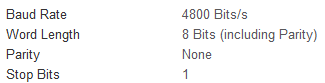 Baud Rate 4800 Bits/s
Word Length 8 Bits (including Parity)
Parity None
Stop Bits 1